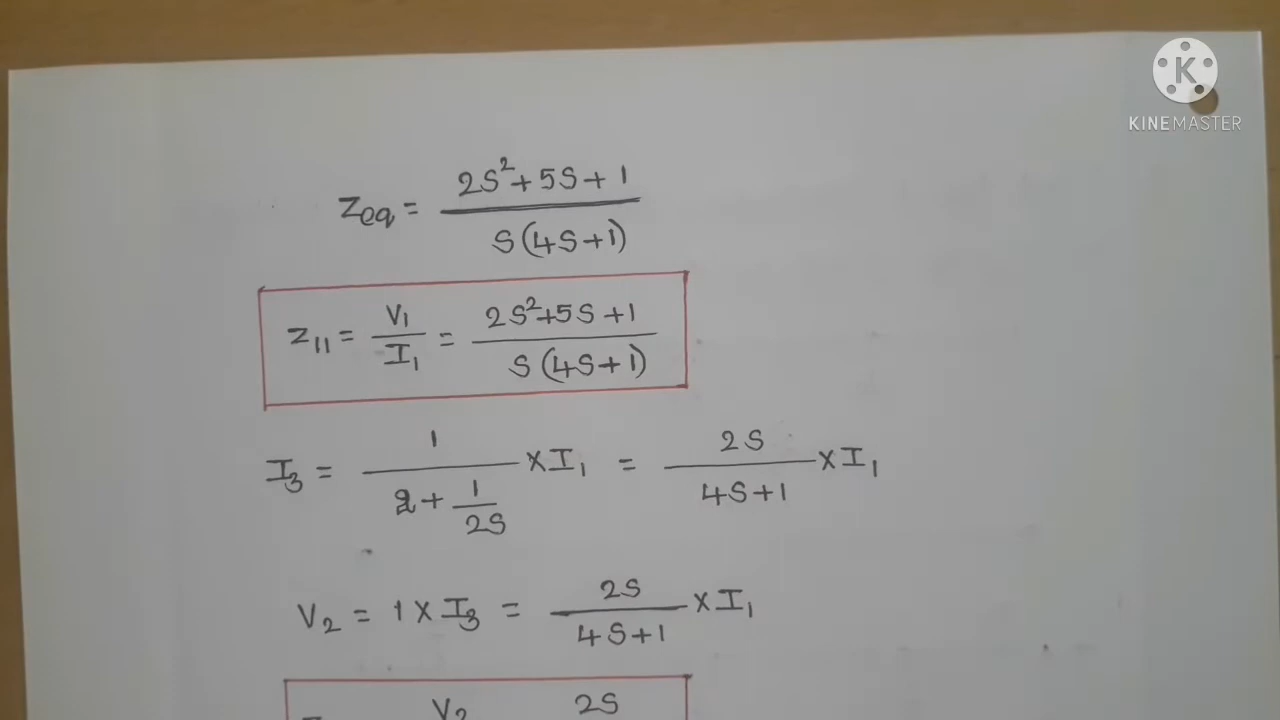 K
KINEMASTER
Zeq = 2S²+5S+1 / S(4S+1)
Z11 = V1/I1 = 2S²+5S+1 / S(4S+1)
I3 = 1 / (2 + 1/2S) × I1 = 2S / 4S+1 × I1
V2 = 1 × I3 = 2S / 4S+1 × I1
V2 2S